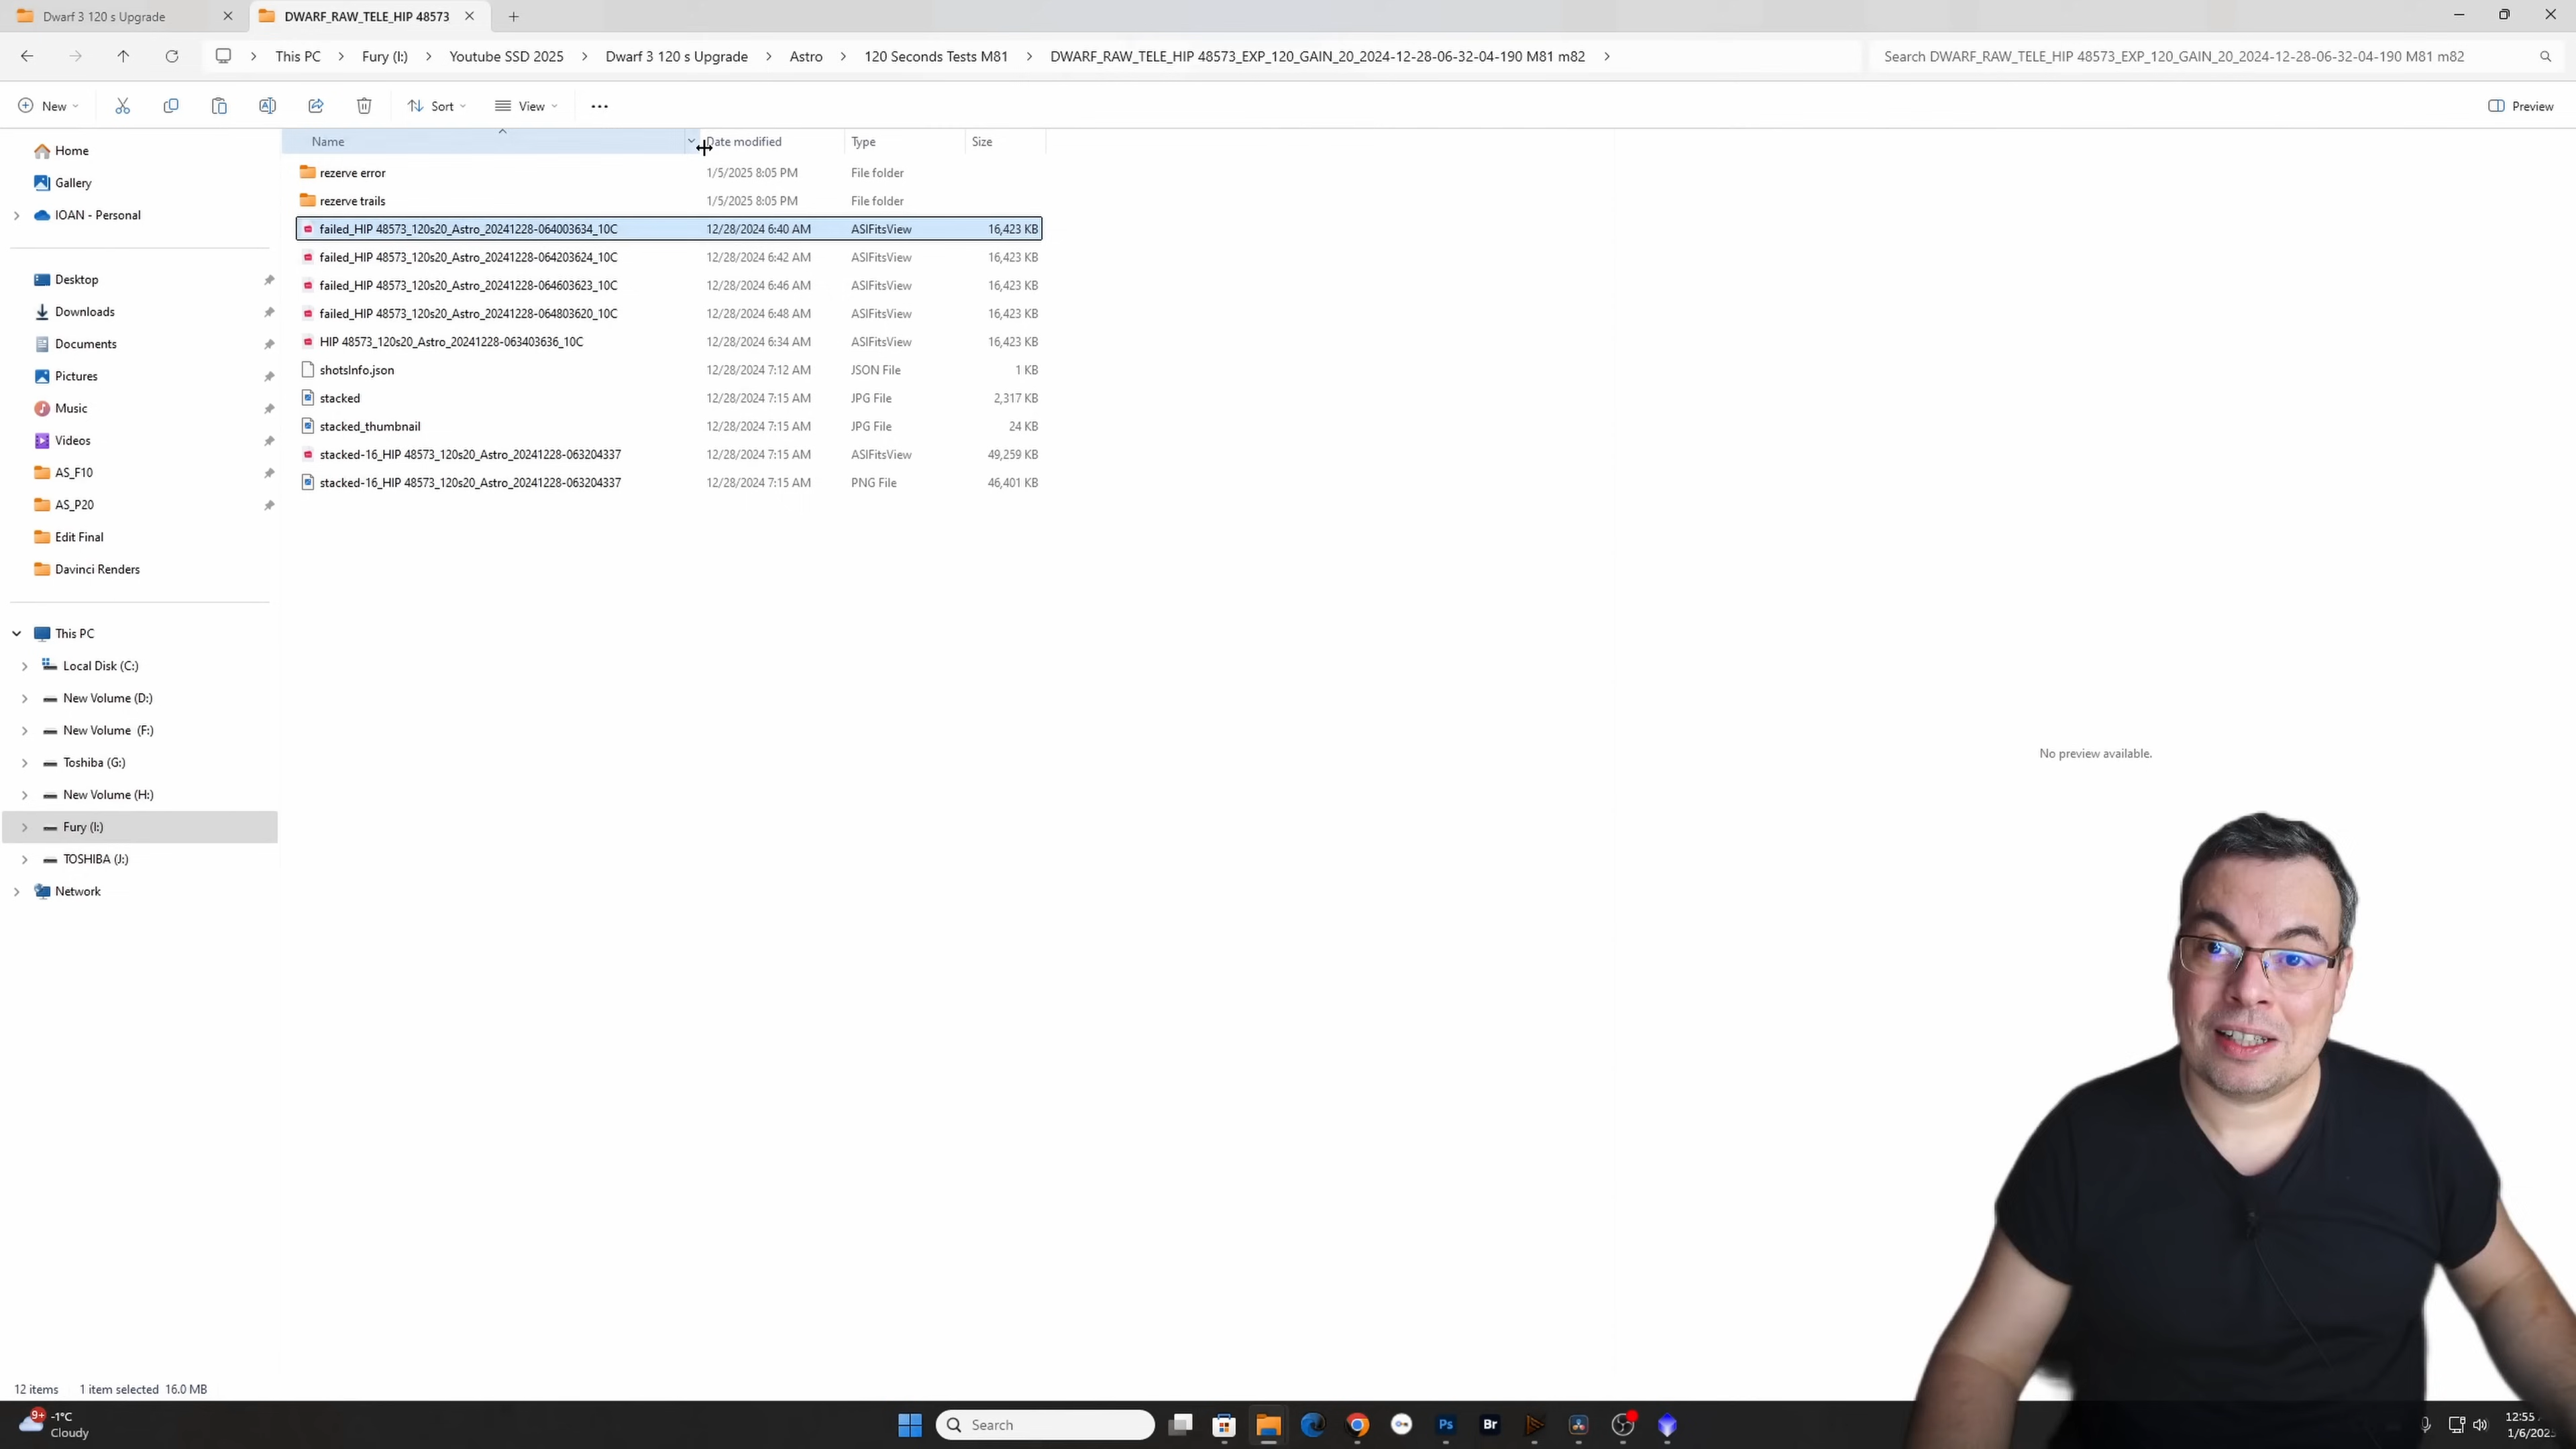 Dwarf 3 120 s Upgrade
DWARF_RAW_TELE_HIP 48573
This PC
Fury (I:)
Youtube SSD 2025
Dwarf 3 120 s Upgrade
Astro
120 Seconds Tests M81
DWARF_RAW_TELE_HIP 48573_EXP_120_GAIN_20_2024-12-28-06-32-04-190 M81 m82
Search DWARF_RAW_TELE_HIP 48573_EXP_120_GAIN_20_2024-12-28-06-32-04-190 M81 m82
New
Sort
View
Preview
Name Date modified Type Size
rezerve error 1/5/2025 8:05 PM File folder
rezerve trails 1/5/2025 8:05 PM File folder
failed_HIP 48573_120s20_Astro_20241228-064003634_10C 12/28/2024 6:40 AM ASIFitsView 16,423 KB
failed_HIP 48573_120s20_Astro_20241228-064203624_10C 12/28/2024 6:42 AM ASIFitsView 16,423 KB
failed_HIP 48573_120s20_Astro_20241228-064603623_10C 12/28/2024 6:46 AM ASIFitsView 16,423 KB
failed_HIP 48573_120s20_Astro_20241228-064803620_10C 12/28/2024 6:48 AM ASIFitsView 16,423 KB
HIP 48573_120s20_Astro_20241228-063403636_10C 12/28/2024 6:34 AM ASIFitsView 16,423 KB
shotsInfo.json 12/28/2024 7:12 AM JSON File 1 KB
stacked 12/28/2024 7:15 AM JPG File 2,317 KB
stacked_thumbnail 12/28/2024 7:15 AM JPG File 24 KB
stacked-16_HIP 48573_120s20_Astro_20241228-063204337 12/28/2024 7:15 AM ASIFitsView 49,259 KB
stacked-16_HIP 48573_120s20_Astro_20241228-063204337 12/28/2024 7:15 AM PNG File 46,401 KB
Home
Gallery
IOAN - Personal
Desktop
Downloads
Documents
Pictures
Music
Videos
AS_F10
AS_P20
Edit Final
Davinci Renders
This PC
Local Disk (C:)
New Volume (D:)
New Volume (F:)
Toshiba (G:)
New Volume (H:)
Fury (I:)
TOSHIBA (J:)
Network
No preview available.
12 items 1 item selected 16.0 MB
9+
-1°C
Cloudy
Search
Ps
Br
12:55
1/6/2025